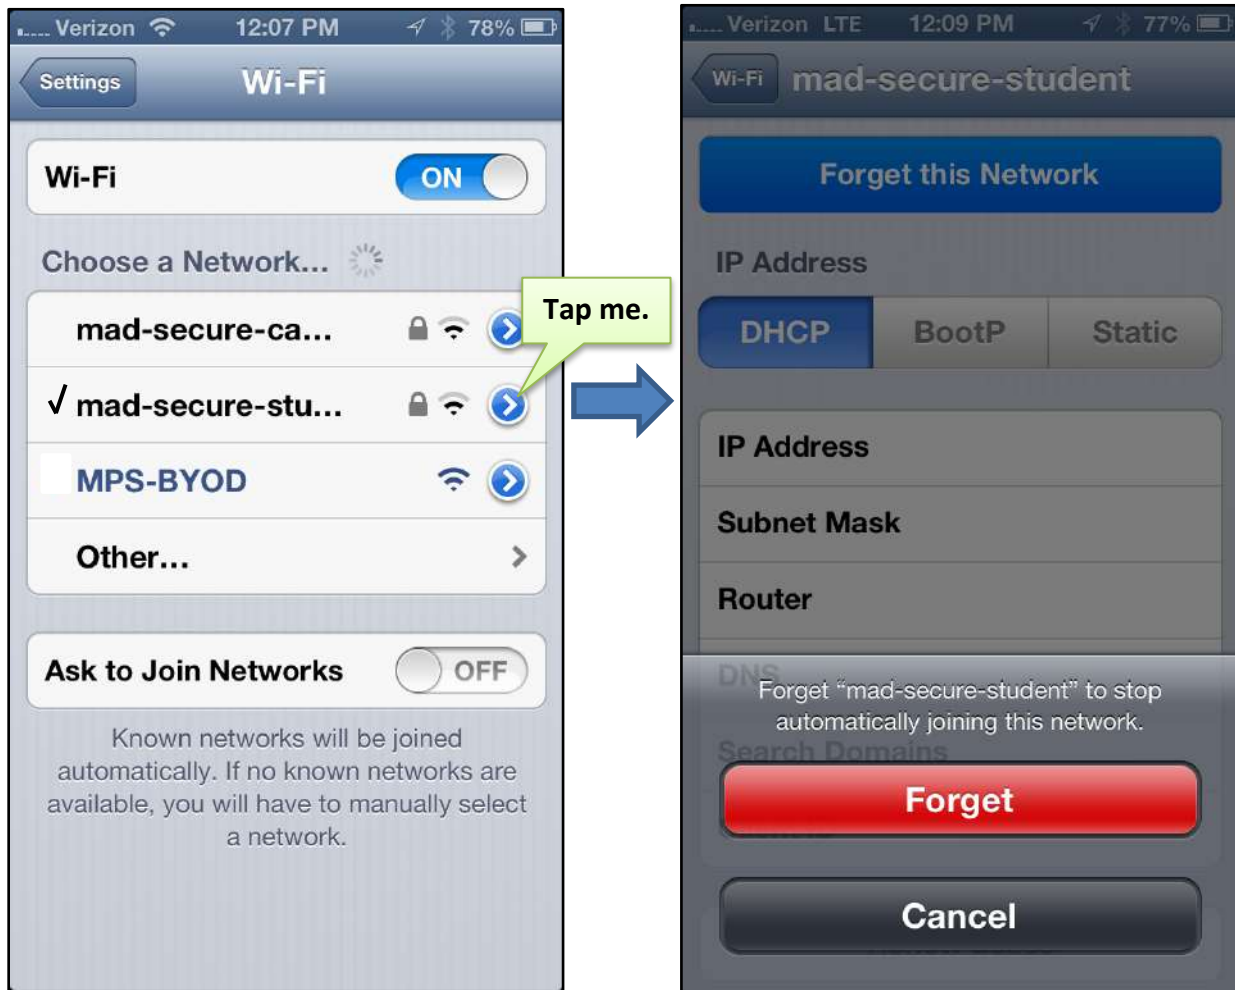 Verizon 12:07 PM 78%
Settings Wi-Fi
Wi-Fi ON
Choose a Network...
mad-secure-ca...
√ mad-secure-stu...
MPS-BYOD
Other...
Ask to Join Networks OFF
Known networks will be joined
automatically. If no known networks are
available, you will have to manually select
a network.
Tap me.
Verizon LTE 12:09 PM 77%
Wi-Fi mad-secure-student
Forget this Network
IP Address
DHCP BootP Static
IP Address
Subnet Mask
Router
DNS
Forget “mad-secure-student” to stop
automatically joining this network.
Search Domains
Forget
Cancel